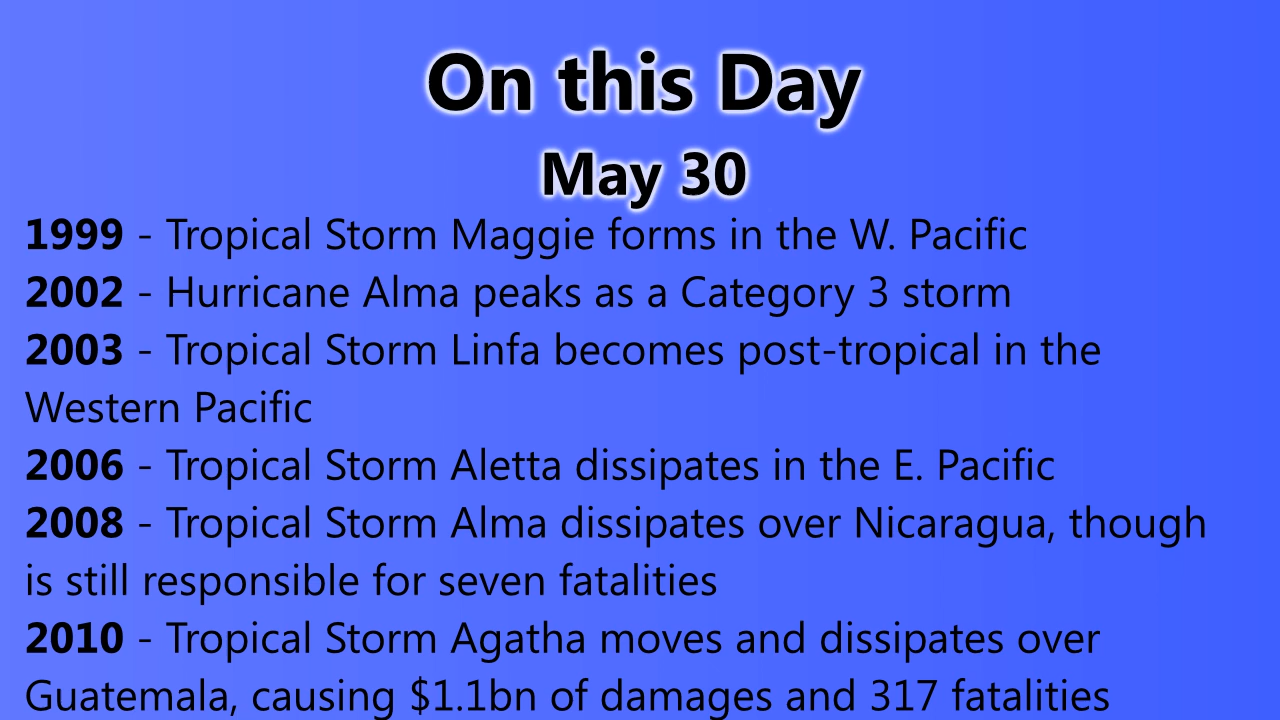 On this Day
May 30
1999 - Tropical Storm Maggie forms in the W. Pacific
2002 - Hurricane Alma peaks as a Category 3 storm
2003 - Tropical Storm Linfa becomes post-tropical in the
Western Pacific
2006 - Tropical Storm Aletta dissipates in the E. Pacific
2008 - Tropical Storm Alma dissipates over Nicaragua, though
is still responsible for seven fatalities
2010 - Tropical Storm Agatha moves and dissipates over
Guatemala, causing $1.1bn of damages and 317 fatalities